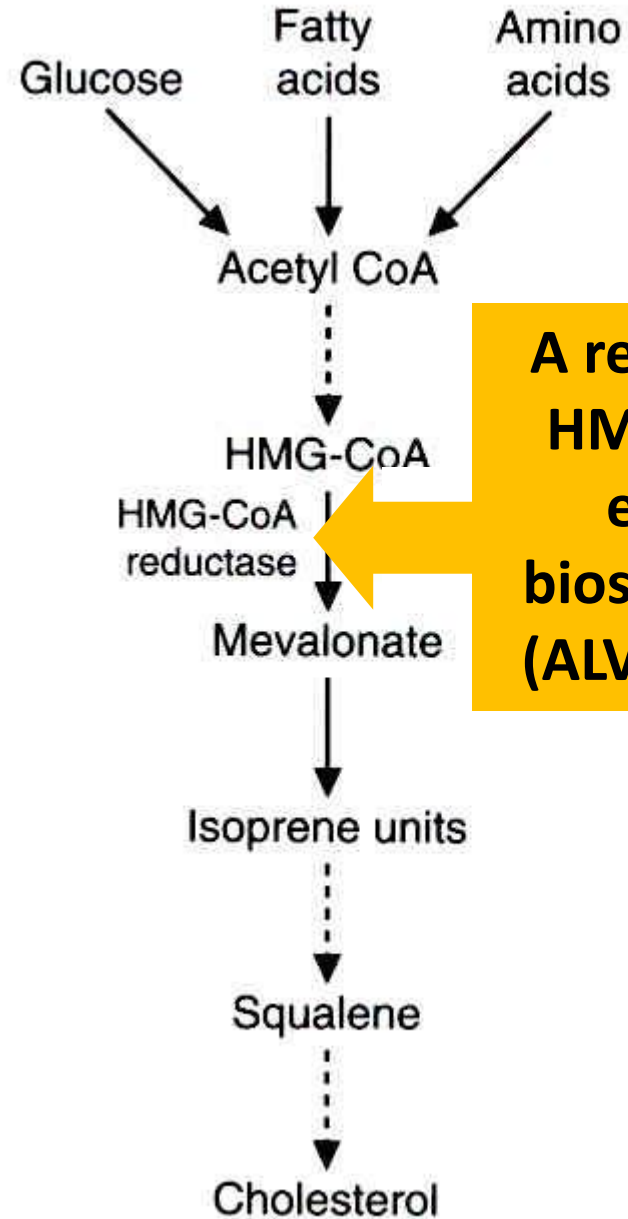 Fatty Amino
Glucose acids acids
Acetyl CoA
HMG-CoA
HMG-CoA
reductase
Mevalonate
Isoprene units
Squalene
Cholesterol
A re
HM
e
bios
(ALV